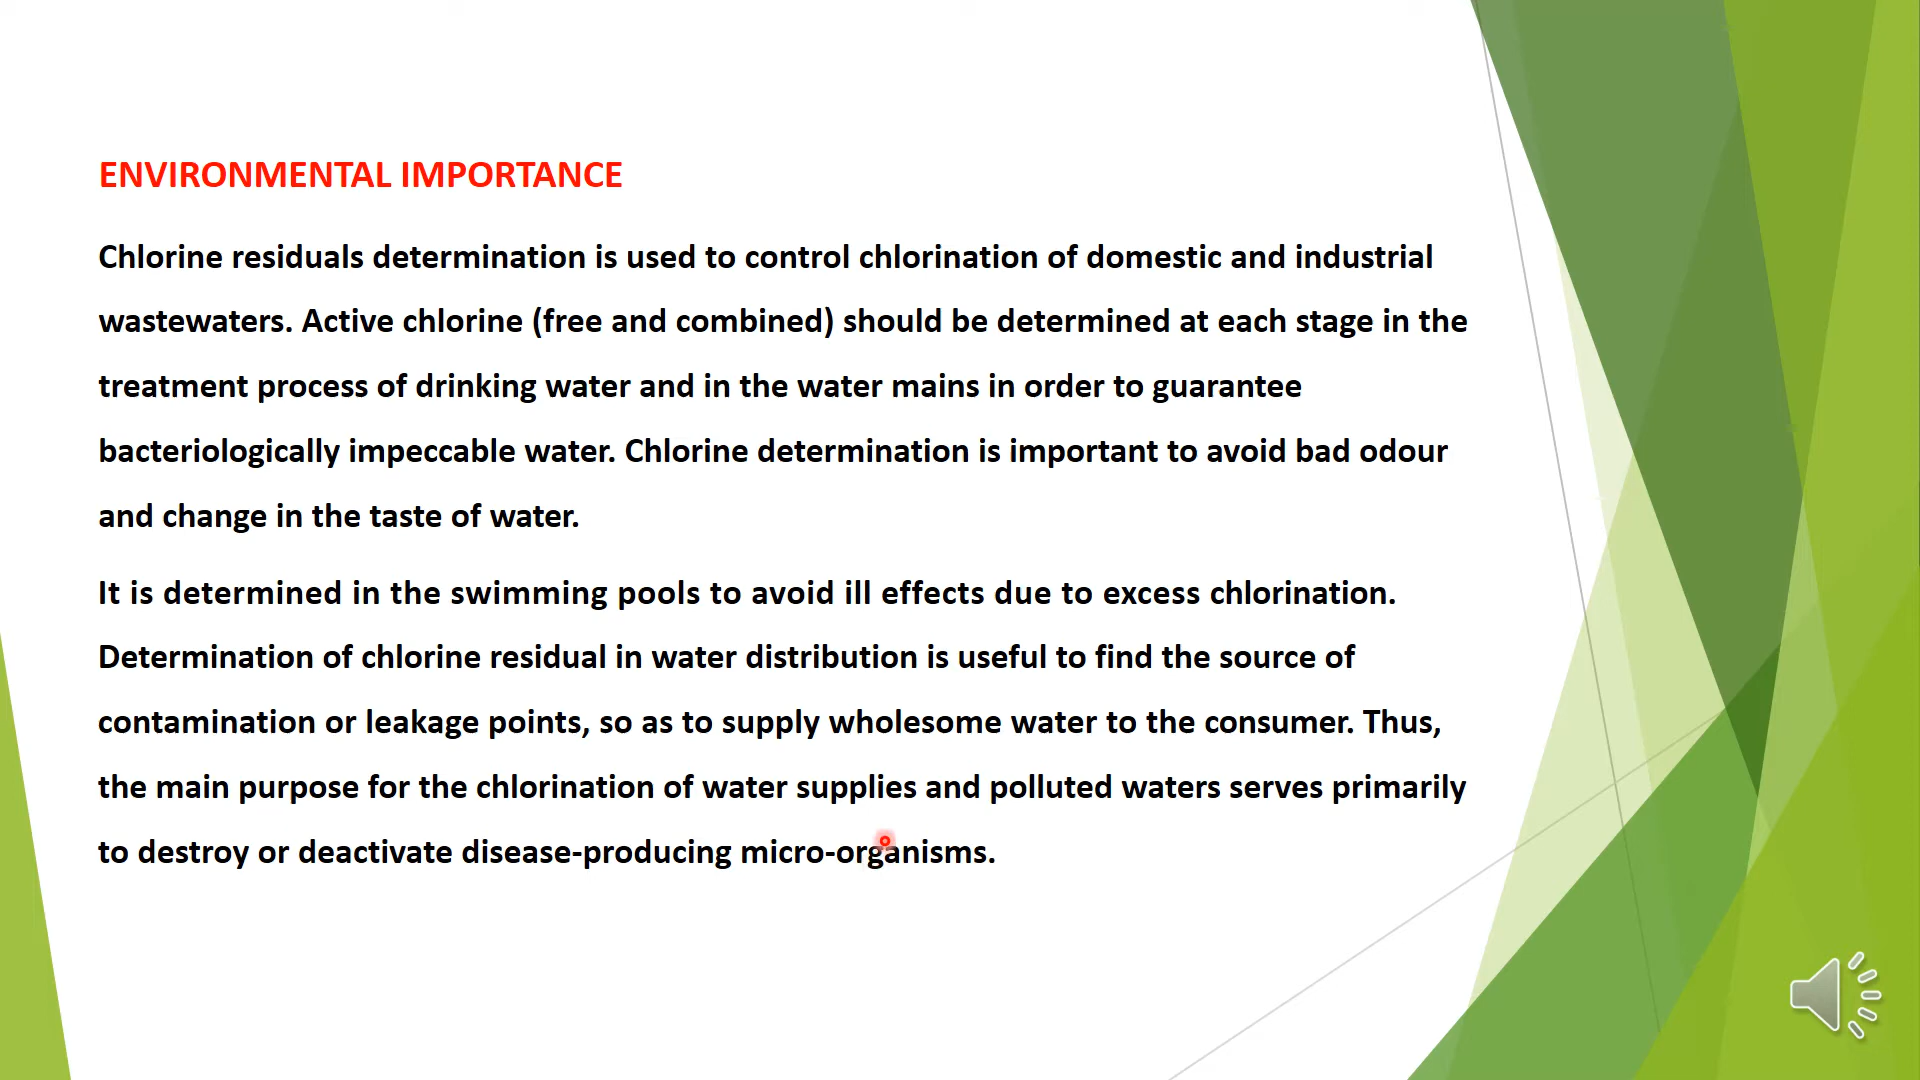 ENVIRONMENTAL IMPORTANCE
Chlorine residuals determination is used to control chlorination of domestic and industrial
wastewaters. Active chlorine (free and combined) should be determined at each stage in the
treatment process of drinking water and in the water mains in order to guarantee
bacteriologically impeccable water. Chlorine determination is important to avoid bad odour
and change in the taste of water.
It is determined in the swimming pools to avoid ill effects due to excess chlorination.
Determination of chlorine residual in water distribution is useful to find the source of
contamination or leakage points, so as to supply wholesome water to the consumer. Thus,
the main purpose for the chlorination of water supplies and polluted waters serves primarily
to destroy or deactivate disease-producing micro-organisms.